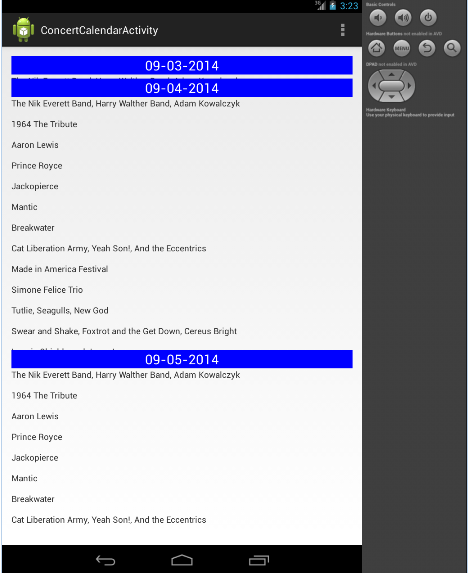 3G 3:23
ConcertCalendarActivity
09-03-2014
09-04-2014
The Nik Everett Band, Harry Walther Band, Adam Kowalczyk
1964 The Tribute
Aaron Lewis
Prince Royce
Jackopierce
Mantic
Breakwater
Cat Liberation Army, Yeah Son!, And the Eccentrics
Made in America Festival
Simone Felice Trio
Tutlie, Seagulls, New God
Swear and Shake, Foxtrot and the Get Down, Cereus Bright
09-05-2014
The Nik Everett Band, Harry Walther Band, Adam Kowalczyk
1964 The Tribute
Aaron Lewis
Prince Royce
Jackopierce
Mantic
Breakwater
Cat Liberation Army, Yeah Son!, And the Eccentrics
Basic Controls
Hardware Buttons not enabled in AVD
MENU
DPAD not enabled in AVD
Hardware Keyboard
Use your physical keyboard to provide input